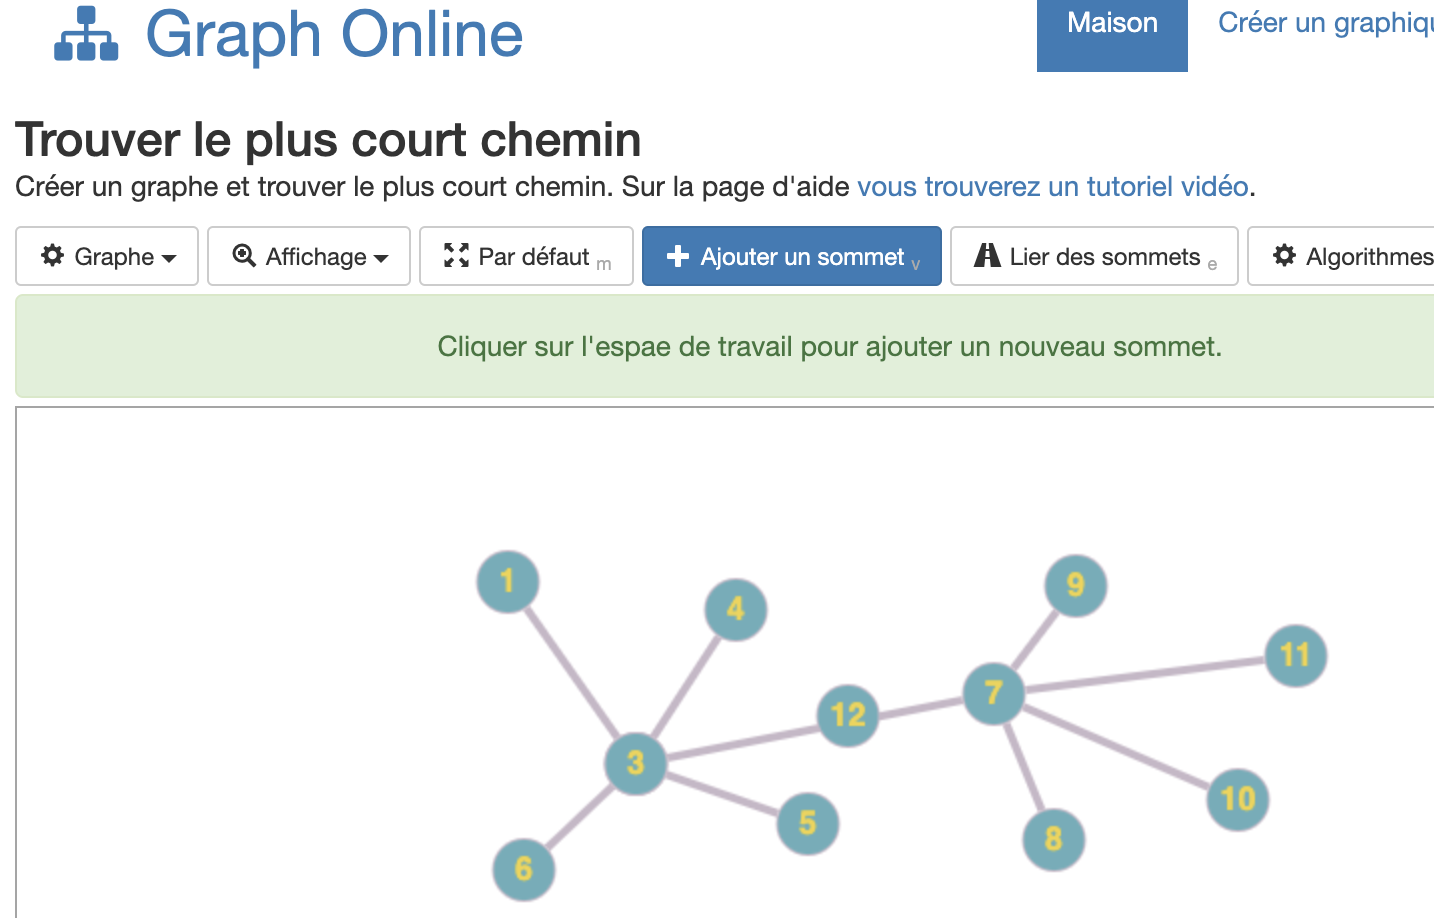 Graph Online
Maison
Créer un graphiqu
Trouver le plus court chemin
Créer un graphe et trouver le plus court chemin. Sur la page d'aide vous trouverez un tutoriel vidéo.
Graphe Affichage Par défaut m Ajouter un sommet v Lier des sommets e Algorithmes
Cliquer sur l'espae de travail pour ajouter un nouveau sommet.
1
9
4
11
7
12
3
10
5
8
6